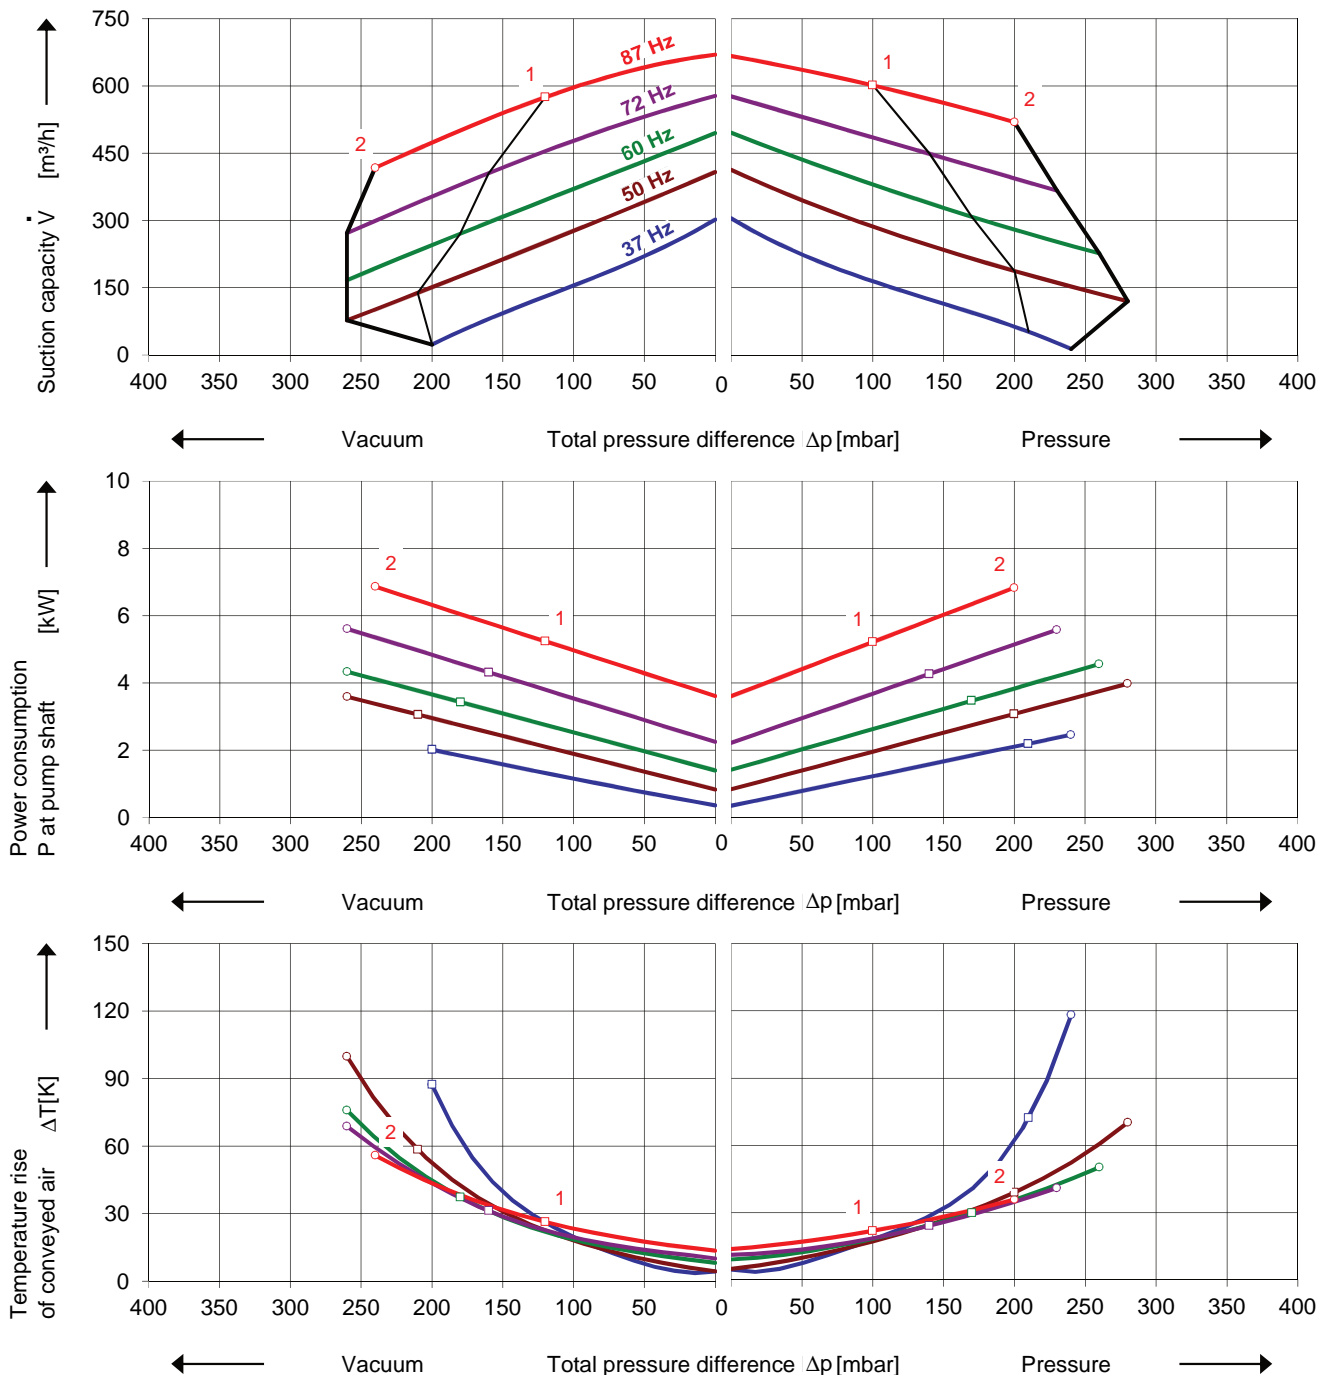 750
600
450
300
150
0
Suction capacity V̇ [m³/h]
87 Hz
72 Hz
60 Hz
50 Hz
37 Hz
1
2
1
2
400 350 300 250 200 150 100 50 0 50 100 150 200 250 300 350 400
Vacuum Total pressure difference Δp [mbar] Pressure
10
8
6
4
2
0
Power consumption
P at pump shaft [kW]
2
1
1
2
400 350 300 250 200 150 100 50 0 50 100 150 200 250 300 350 400
Vacuum Total pressure difference Δp [mbar] Pressure
150
120
90
60
30
0
Temperature rise
of conveyed air ΔT[K]
2
1
1
2
400 350 300 250 200 150 100 50 0 50 100 150 200 250 300 350 400
Vacuum Total pressure difference Δp [mbar] Pressure